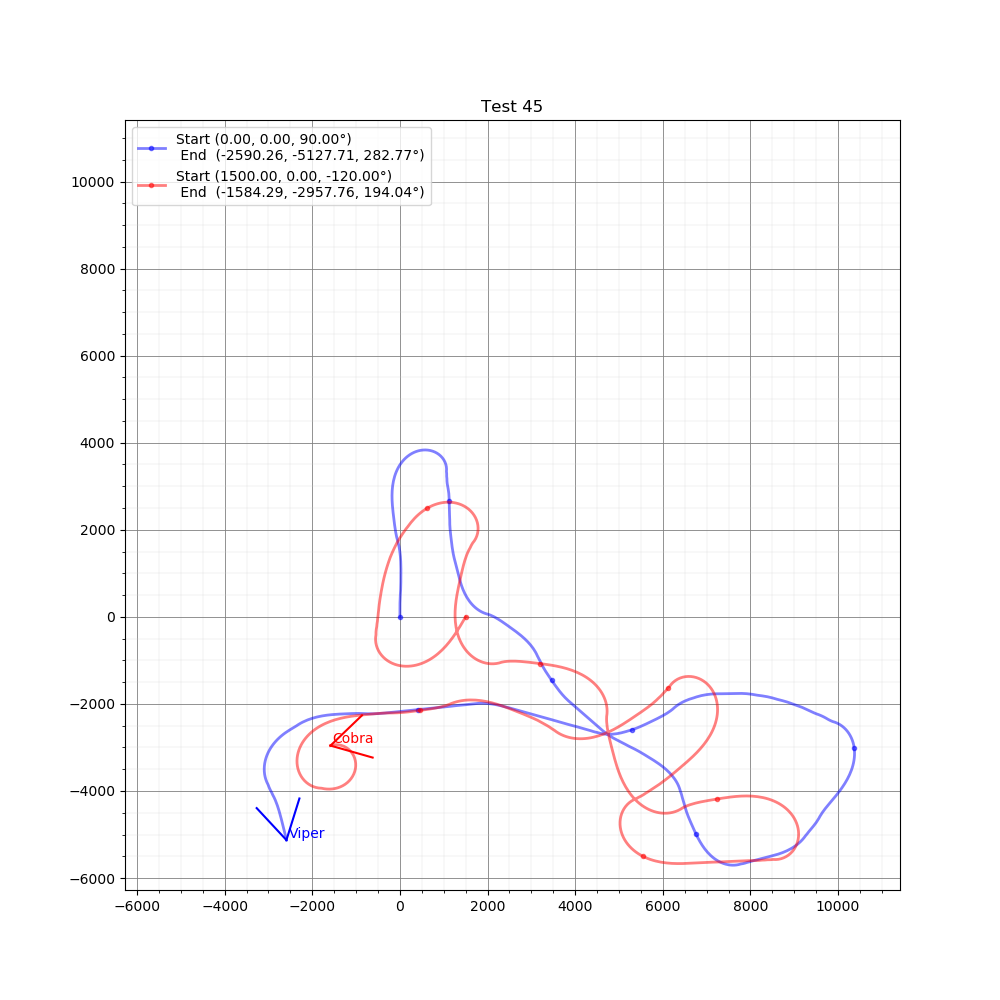 Test 45
Start (0.00, 0.00, 90.00°)
End (-2590.26, -5127.71, 282.77°)
Start (1500.00, 0.00, -120.00°)
End (-1584.29, -2957.76, 194.04°)
10000
8000
6000
4000
2000
0
−2000
−4000
−6000
Cobra
Viper
−6000 −4000 −2000 0 2000 4000 6000 8000 10000